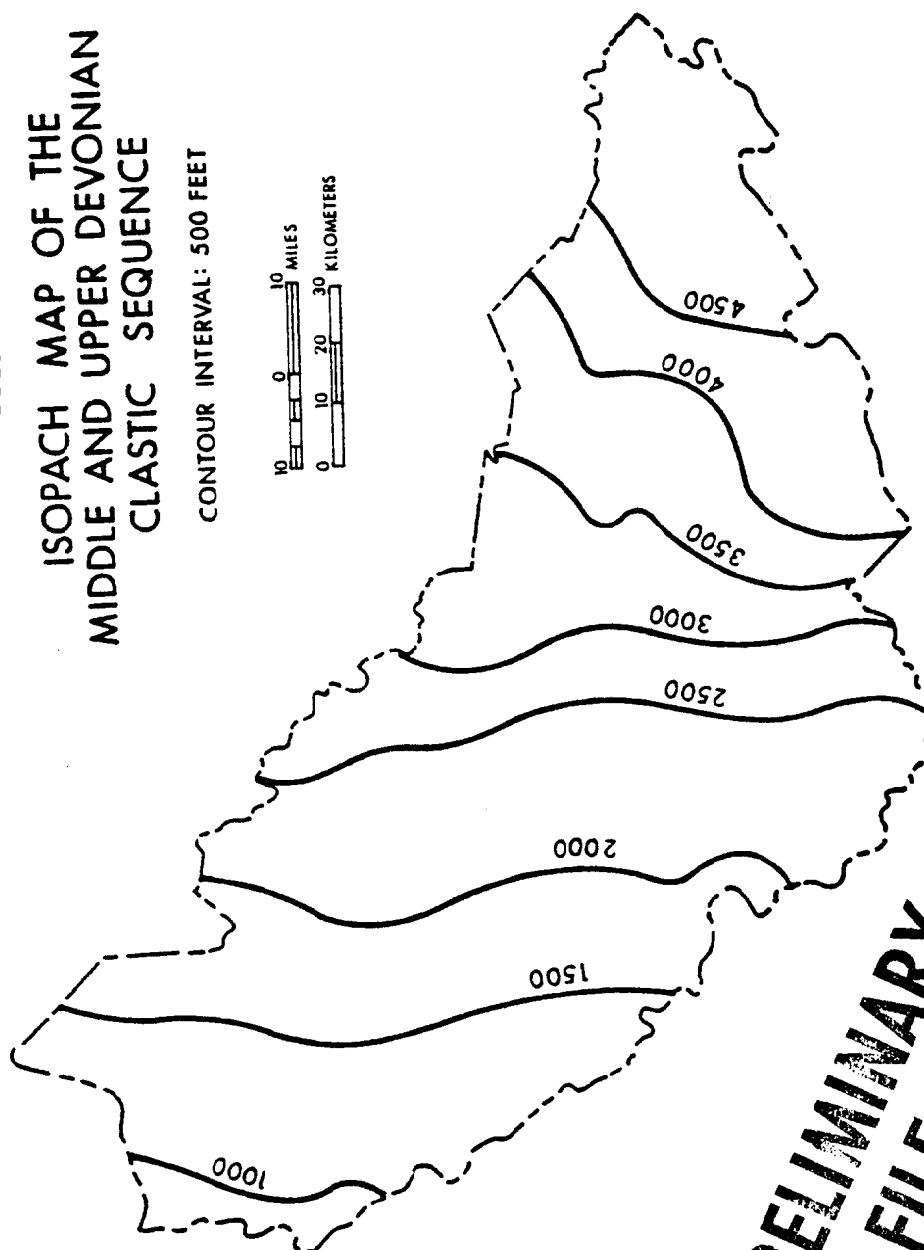 ISOPACH MAP OF THE
MIDDLE AND UPPER DEVONIAN
CLASTIC SEQUENCE
CONTOUR INTERVAL: 500 FEET
10 0 10 MILES
0 10 20 30 KILOMETERS
1000
1500
2000
2500
3000
3500
4000
4500